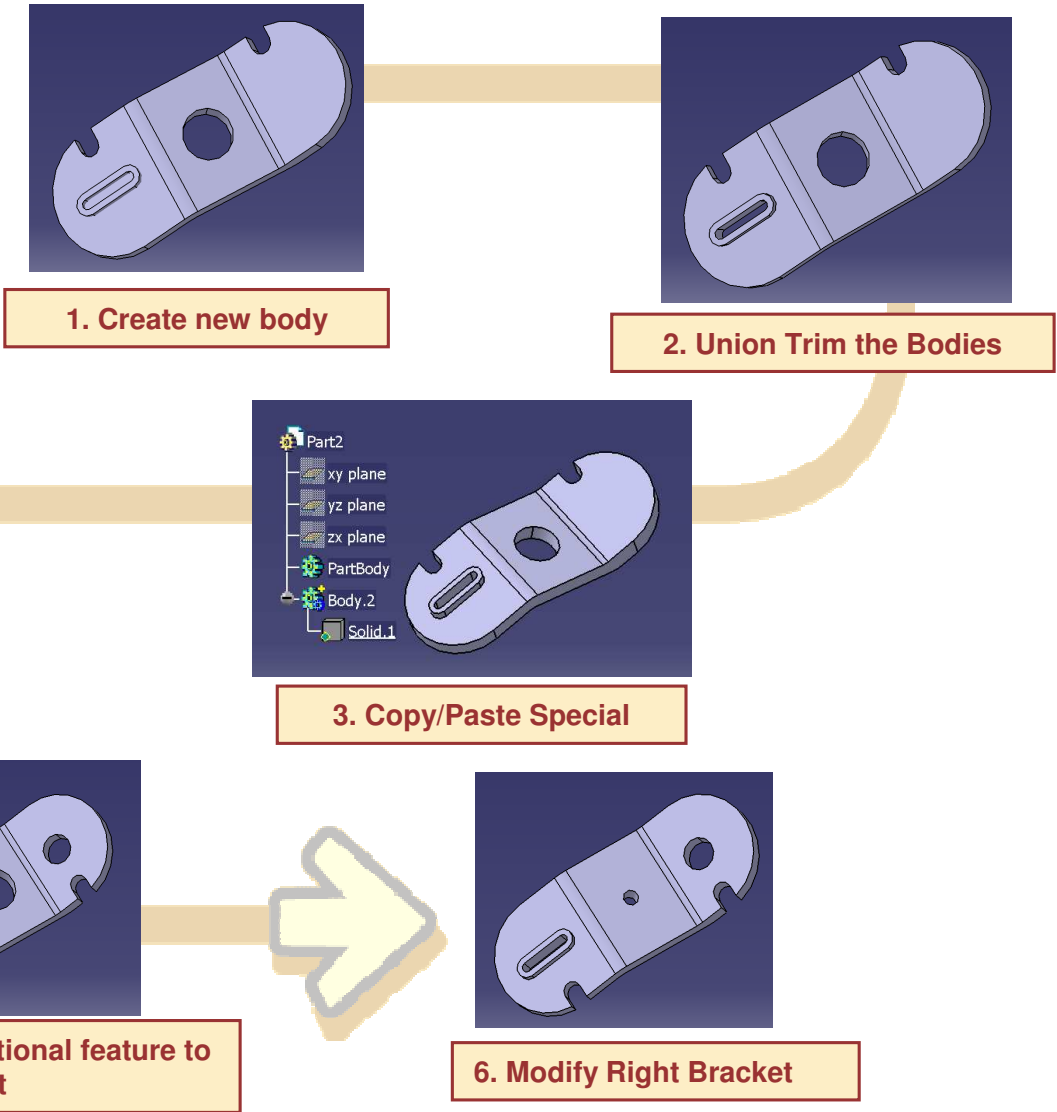 1. Create new body
2. Union Trim the Bodies
Part2
xy plane
yz plane
zx plane
PartBody
Body.2
Solid.1
3. Copy/Paste Special
tional feature to
t
6. Modify Right Bracket